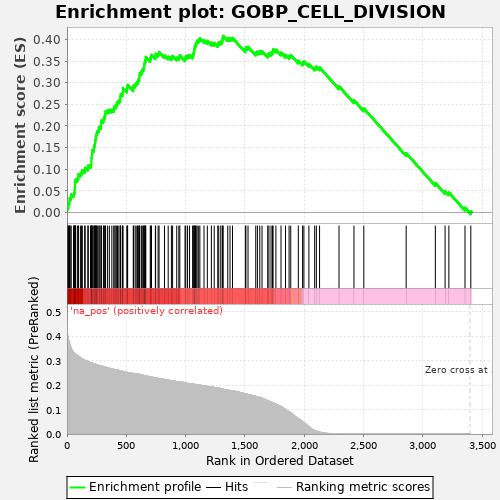 Enrichment plot: GOBP_CELL_DIVISION
Enrichment score (ES)
0.40
0.35
0.30
0.25
0.20
0.15
0.10
0.05
0.00
Ranked list metric (PreRanked)
'na_pos' (positively correlated)
0.5
0.4
0.3
0.2
0.1
0.0
Zero cross at
0 500 1,000 1,500 2,000 2,500 3,000 3,500
Rank in Ordered Dataset
Enrichment profile Hits Ranking metric scores